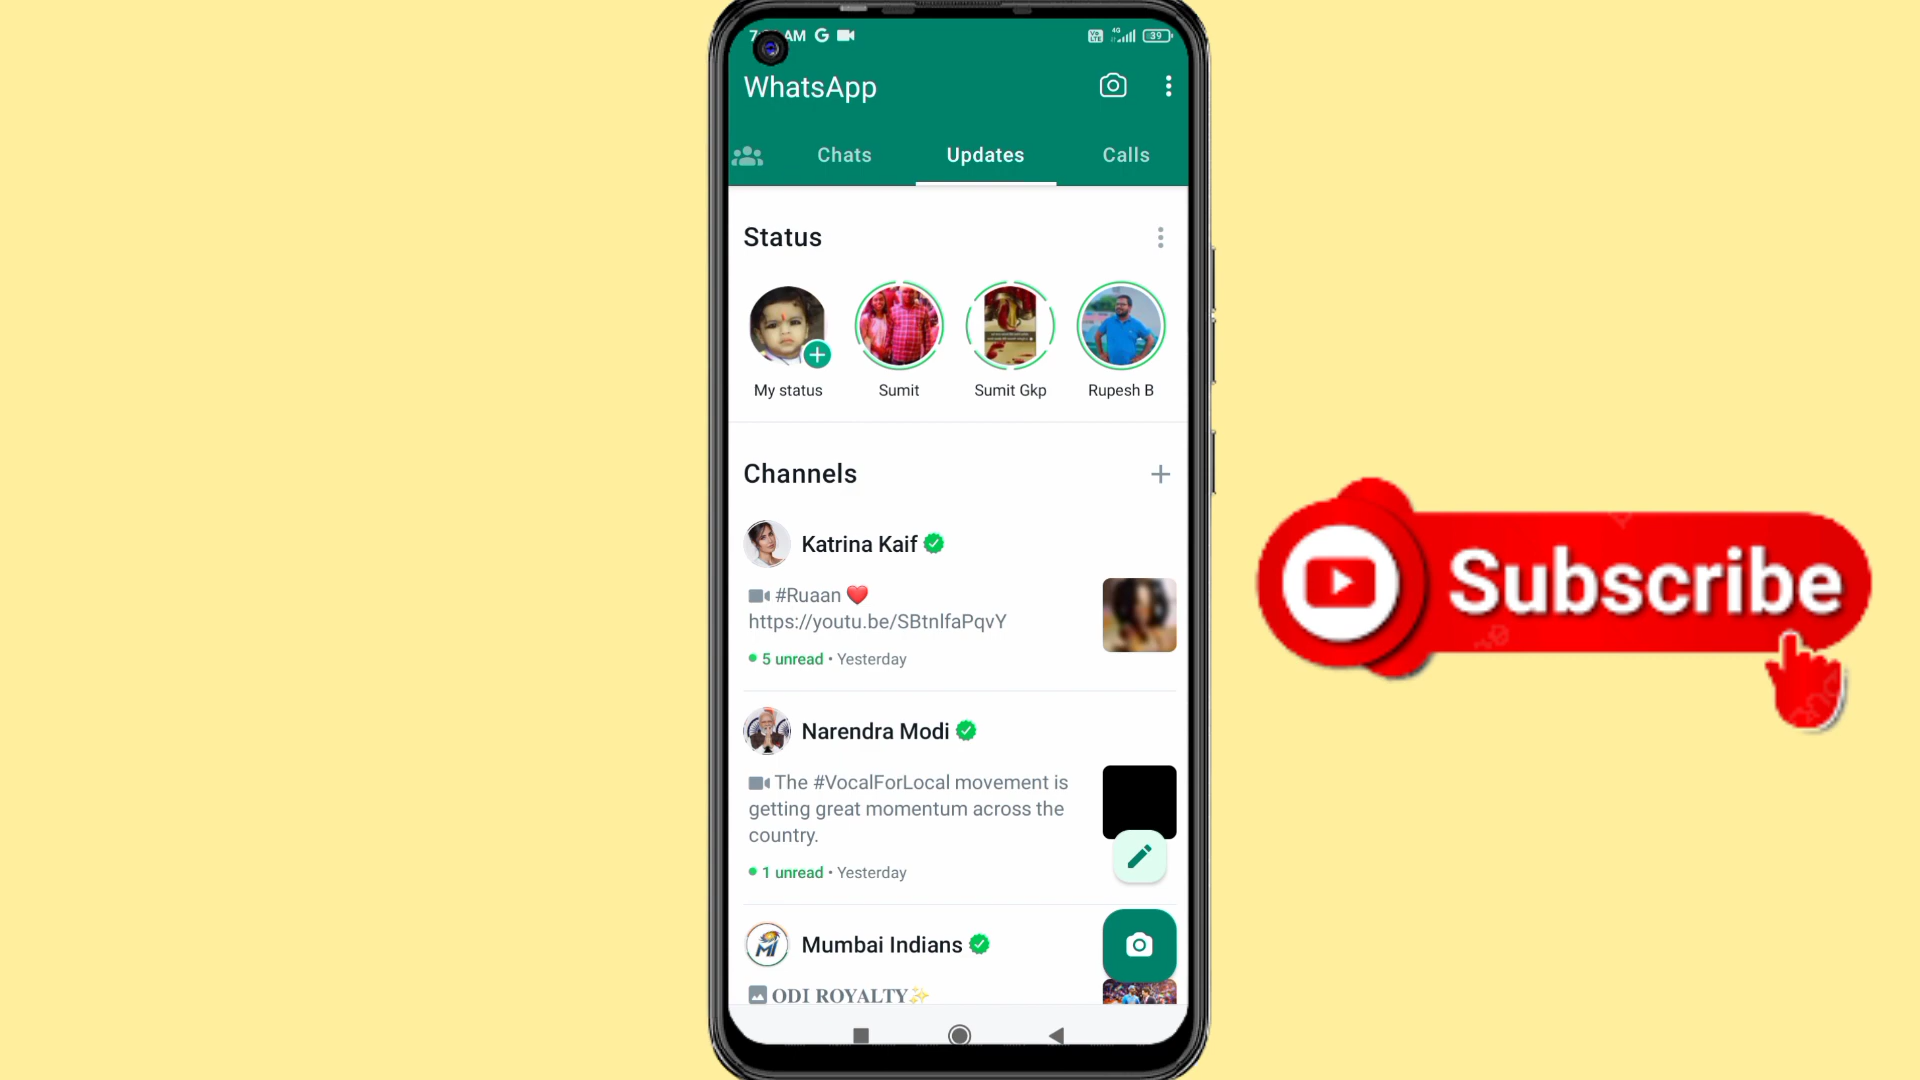 AM
39
WhatsApp
Chats
Updates
Calls
Status
My status
Sumit
Sumit Gkp
Rupesh B
Channels
Katrina Kaif
#Ruaan ❤️
https://youtu.be/SBtnlfaPqvY
5 unread • Yesterday
Narendra Modi
The #VocalForLocal movement is
getting great momentum across the
country.
1 unread • Yesterday
Mumbai Indians
ODI ROYALTY✨
Subscribe